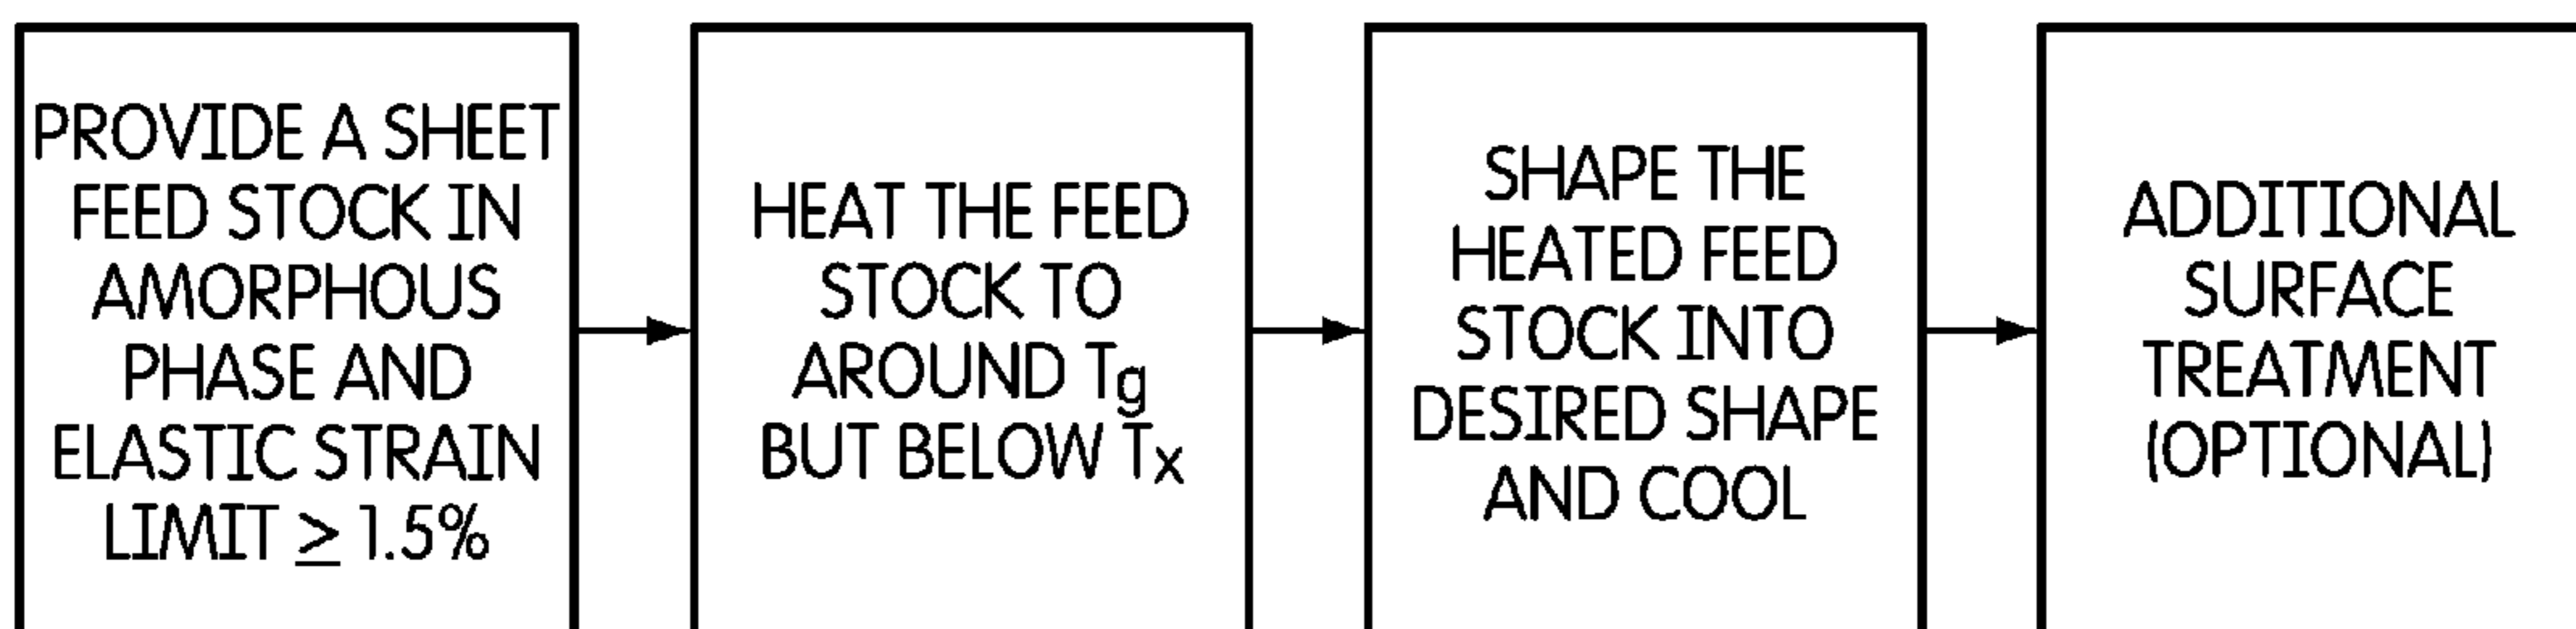 PROVIDE A SHEET
FEED STOCK IN
AMORPHOUS
PHASE AND
ELASTIC STRAIN
LIMIT ≥ 1.5%
HEAT THE FEED
STOCK TO
AROUND Tg
BUT BELOW Tx
SHAPE THE
HEATED FEED
STOCK INTO
DESIRED SHAPE
AND COOL
ADDITIONAL
SURFACE
TREATMENT
(OPTIONAL)